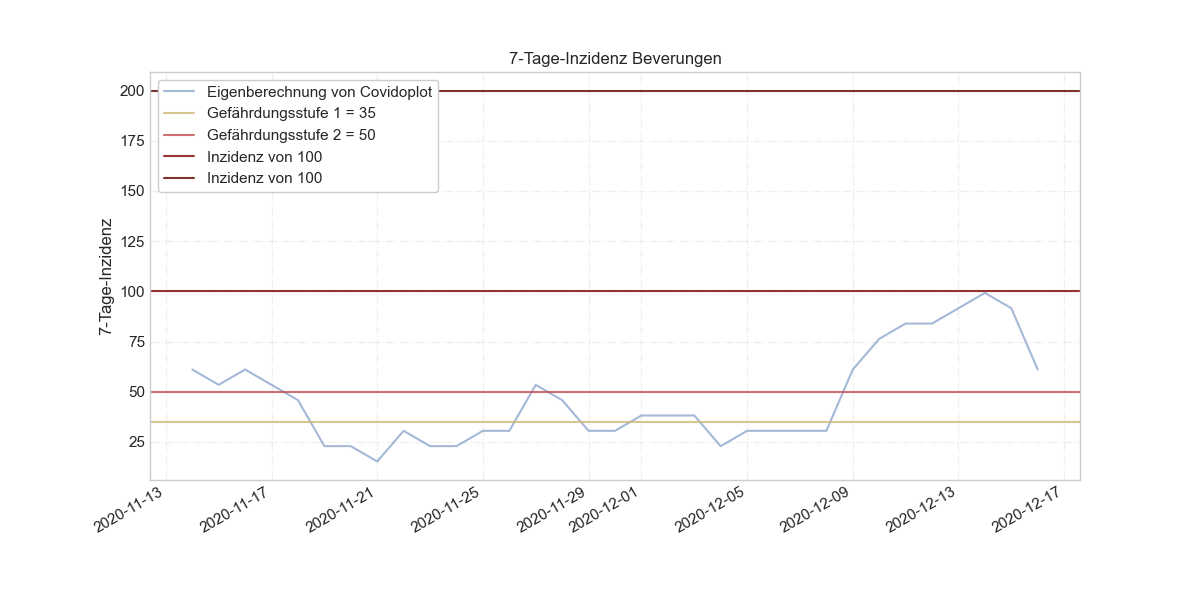 7-Tage-Inzidenz Beverungen
7-Tage-Inzidenz
200
175
150
125
100
75
50
25
Eigenberechnung von Covidoplot
Gefährdungsstufe 1 = 35
Gefährdungsstufe 2 = 50
Inzidenz von 100
Inzidenz von 100
2020-11-13
2020-11-17
2020-11-21
2020-11-25
2020-11-29
2020-12-01
2020-12-05
2020-12-09
2020-12-13
2020-12-17